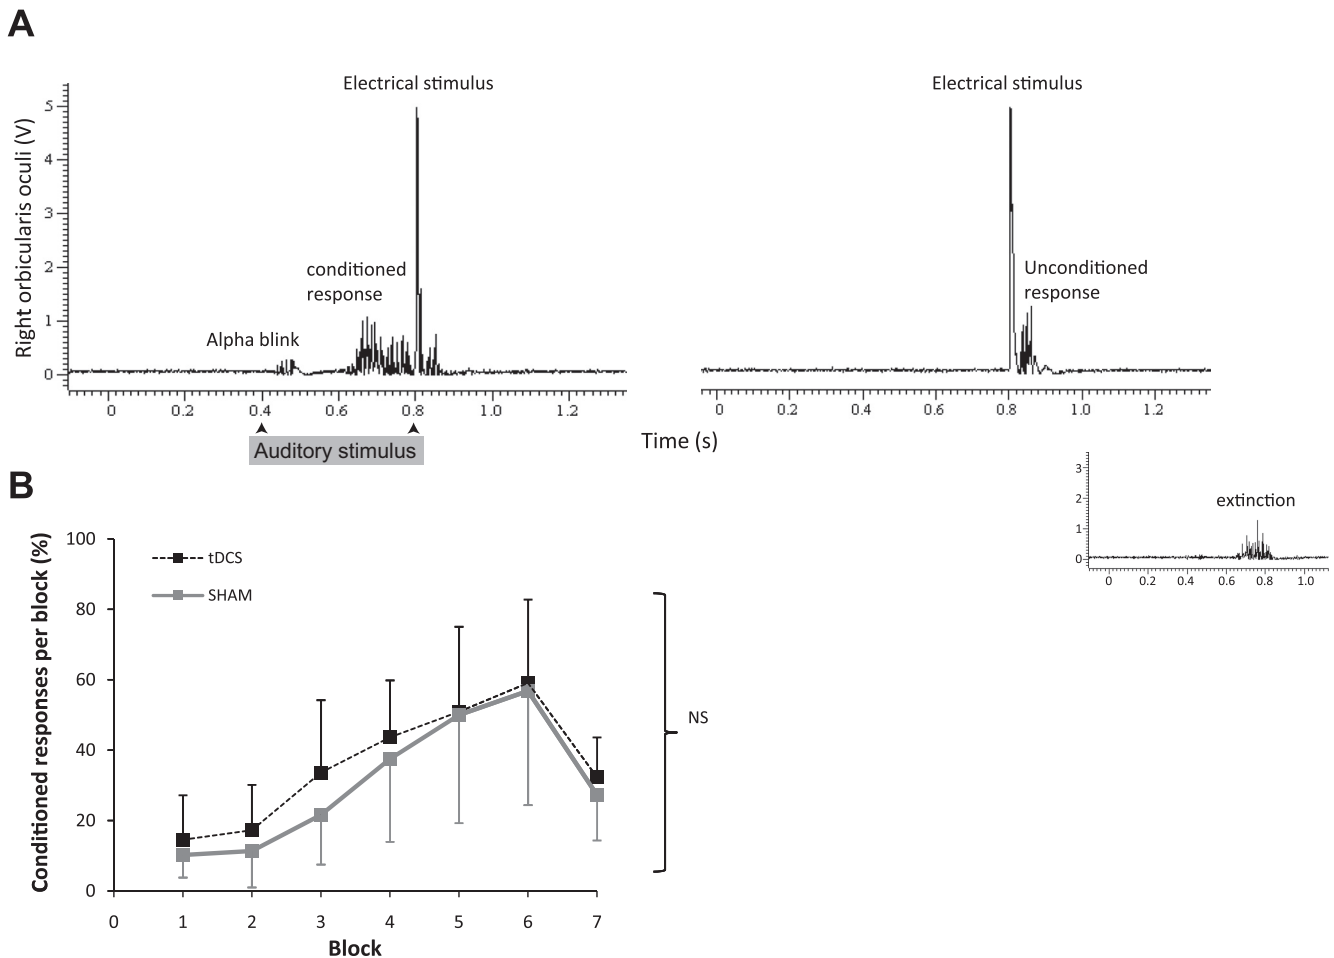 A
Electrical stimulus
Electrical stimulus
Right orbicularis oculi (V)
5
4
3
2
1
0
conditioned
response
Alpha blink
Unconditioned
response
0 0.2 0.4 0.6 0.8 1.0 1.2
0 0.2 0.4 0.6 0.8 1.0 1.2
Auditory stimulus
Time (s)
3
2
1
0
extinction
0 0.2 0.4 0.6 0.8 1.0
B
Conditioned responses per block (%)
100
80
60
40
20
0
tDCS
SHAM
NS
0 1 2 3 4 5 6 7
Block